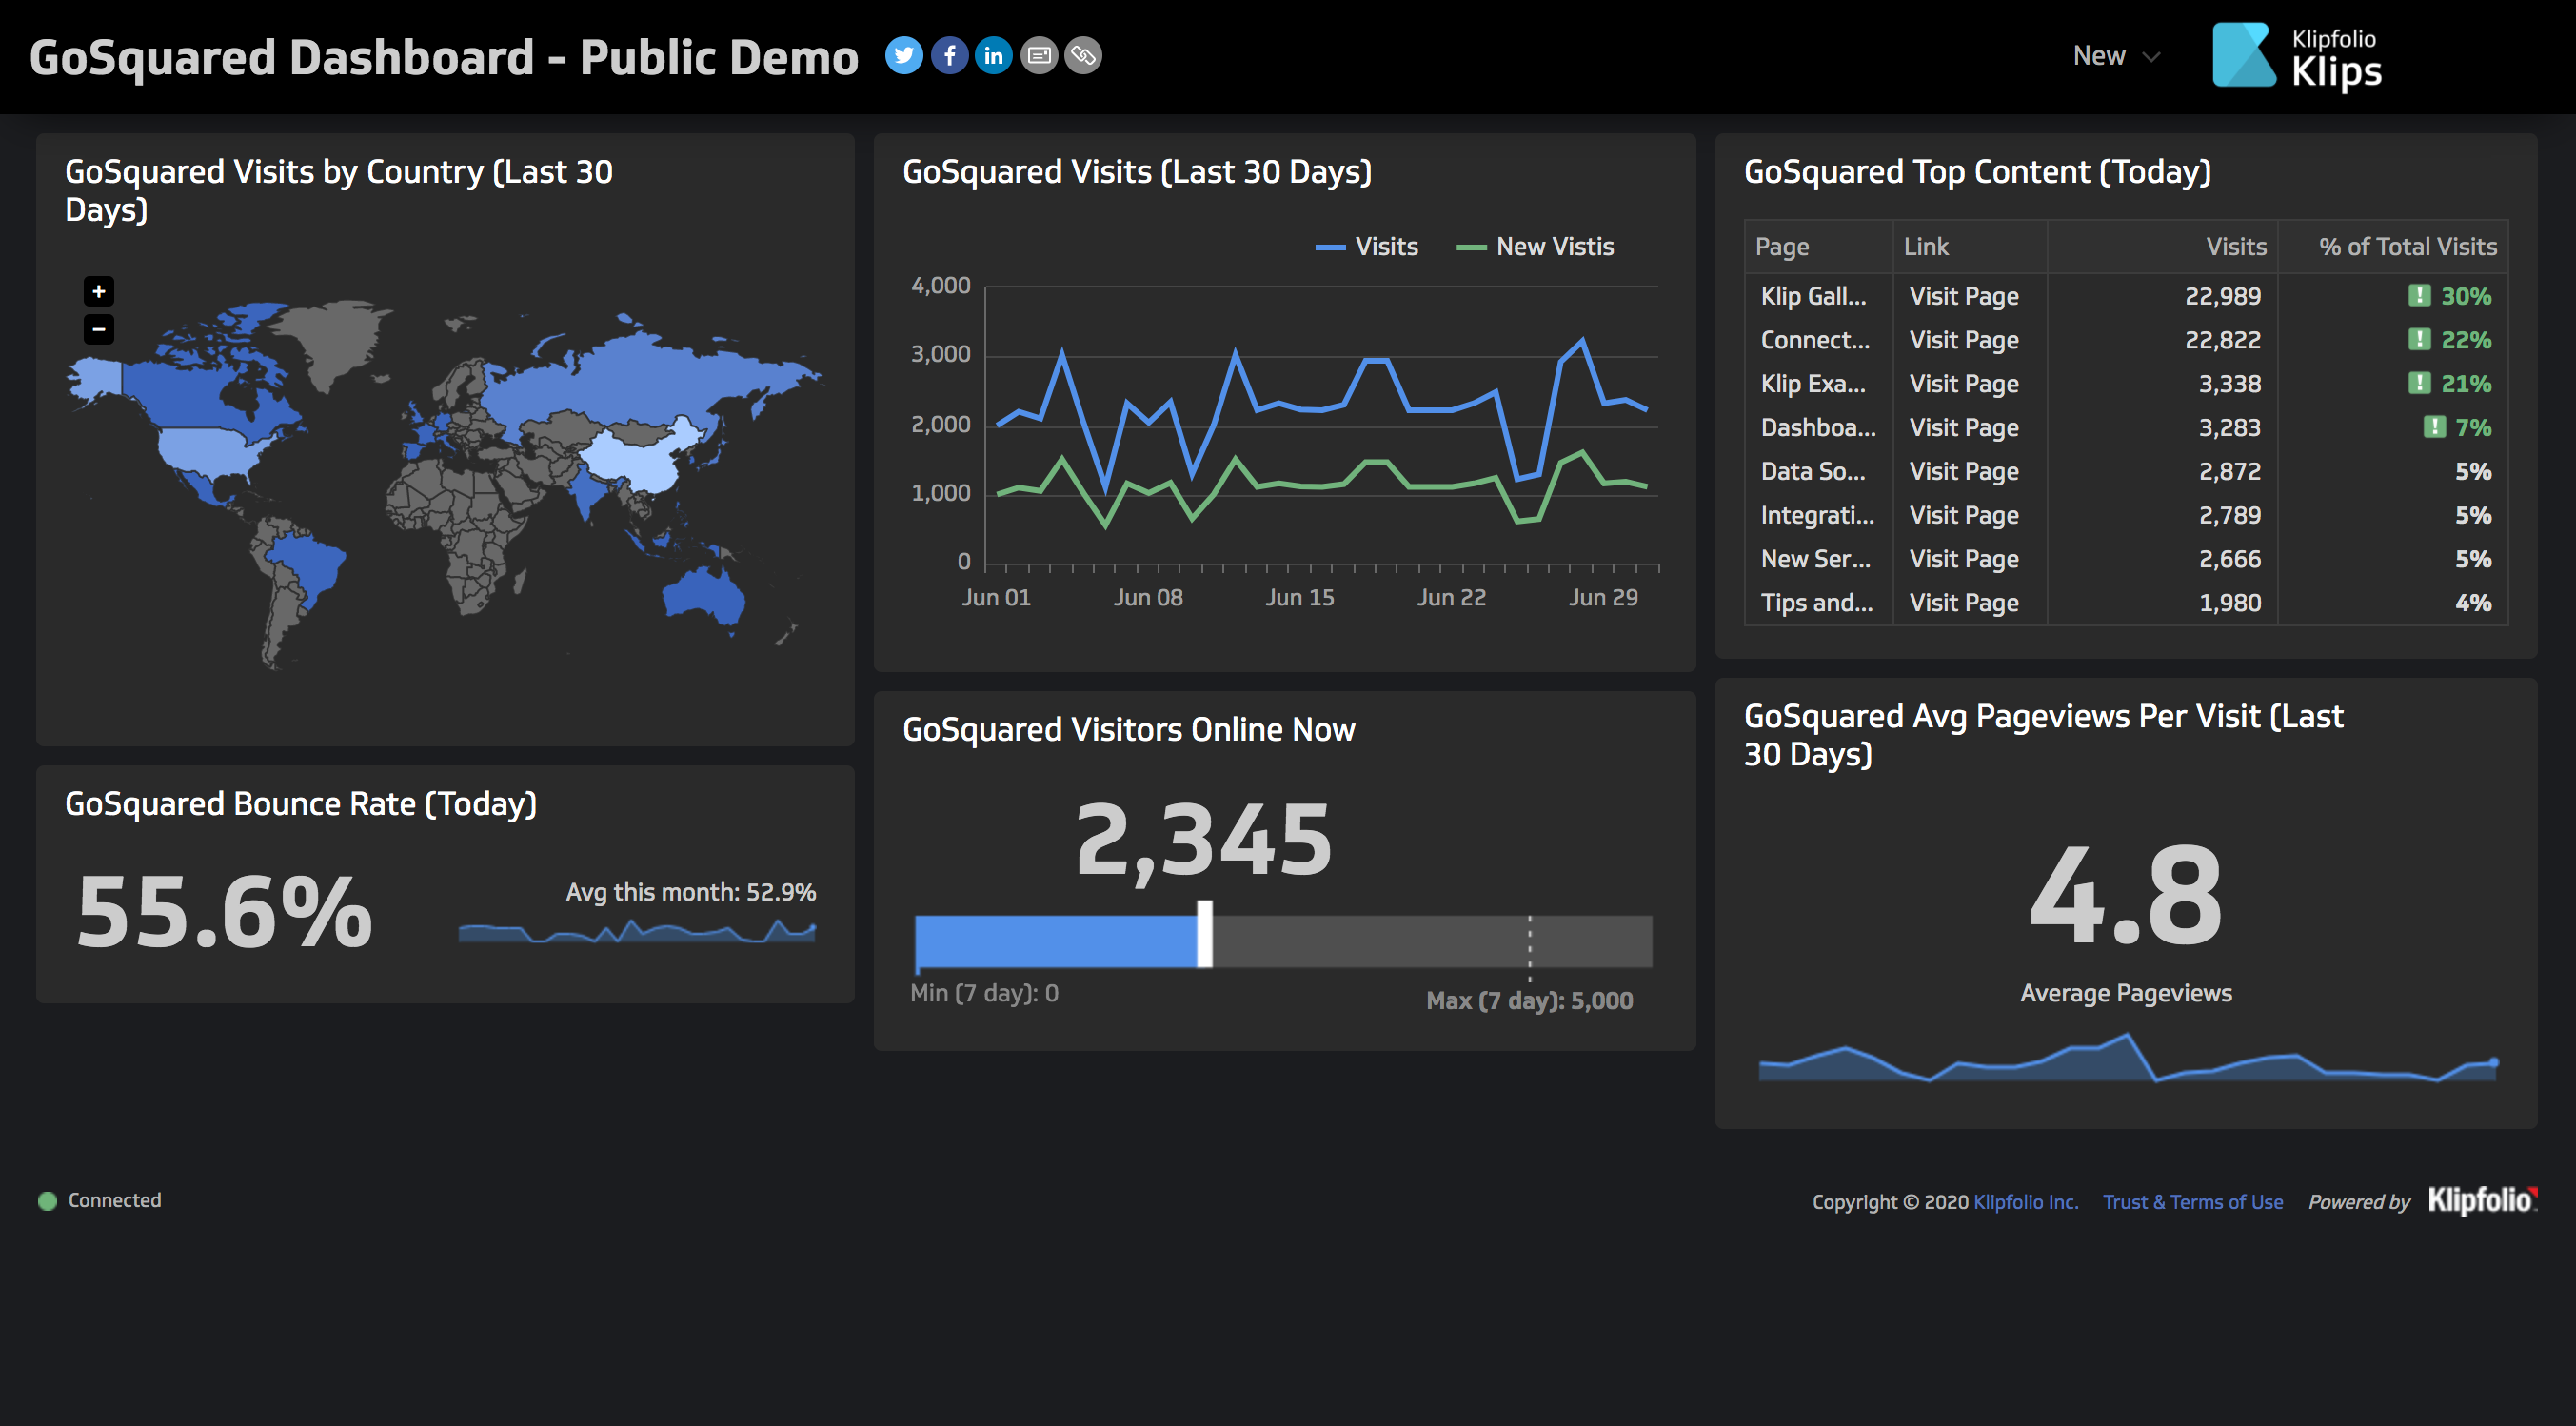 GoSquared Dashboard - Public Demo
New
Klipfolio
Klips
GoSquared Visits by Country (Last 30
Days)
+
−
GoSquared Bounce Rate (Today)
55.6%
Avg this month: 52.9%
GoSquared Visits (Last 30 Days)
Visits New Vistis
4,000
3,000
2,000
1,000
0
Jun 01 Jun 08 Jun 15 Jun 22 Jun 29
GoSquared Visitors Online Now
2,345
Min (7 day): 0
Max (7 day): 5,000
GoSquared Top Content (Today)
Page Link Visits % of Total Visits
Klip Gall... Visit Page 22,989 ! 30%
Connect... Visit Page 22,822 ! 22%
Klip Exa... Visit Page 3,338 ! 21%
Dashboa... Visit Page 3,283 ! 7%
Data So... Visit Page 2,872 5%
Integrati... Visit Page 2,789 5%
New Ser... Visit Page 2,666 5%
Tips and... Visit Page 1,980 4%
GoSquared Avg Pageviews Per Visit (Last
30 Days)
4.8
Average Pageviews
Connected
Copyright © 2020 Klipfolio Inc. Trust & Terms of Use Powered by Klipfolio